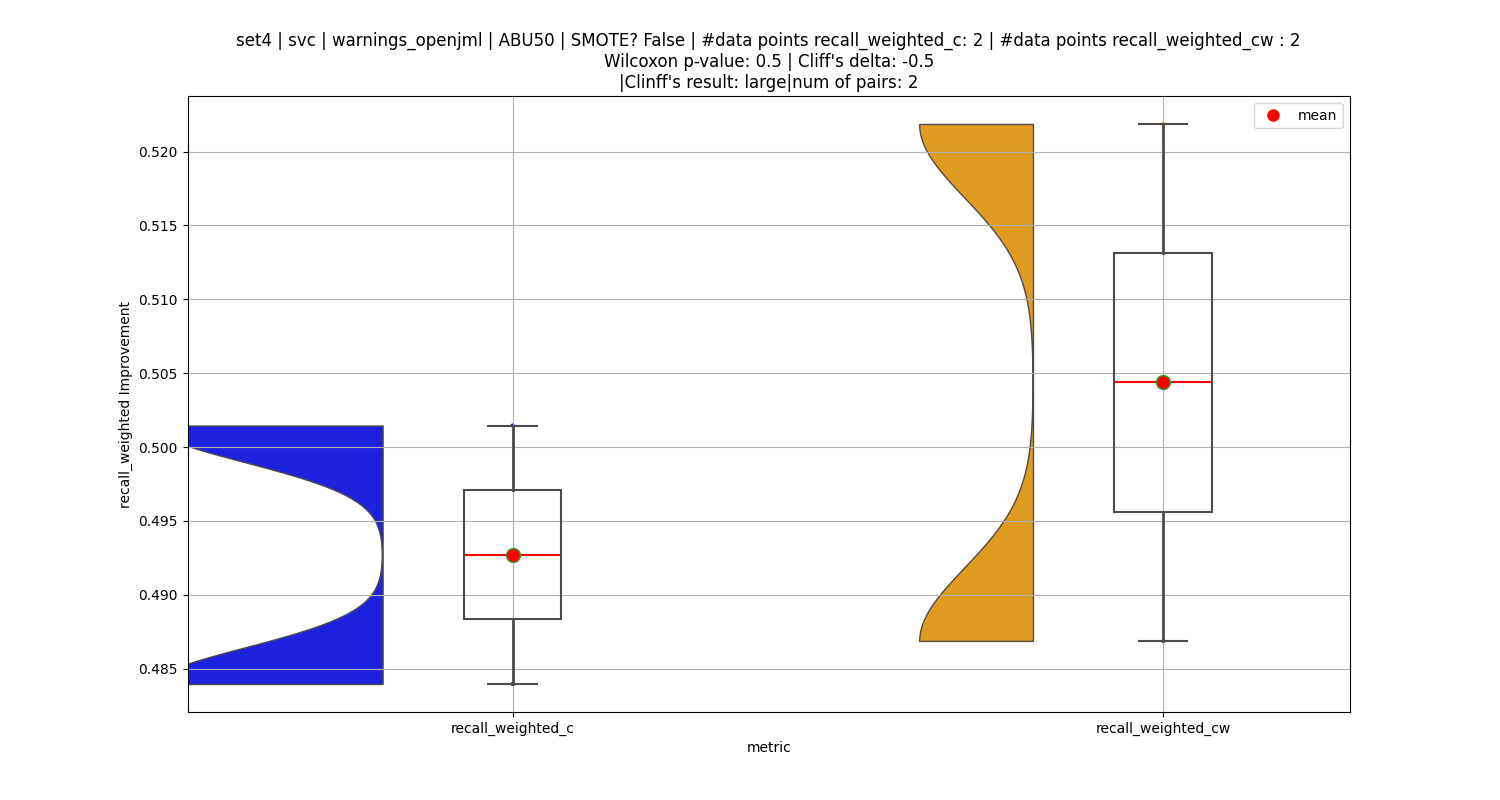 set4 | svc | warnings_openjml | ABU50 | SMOTE? False | #data points recall_weighted_c: 2 | #data points recall_weighted_cw : 2
Wilcoxon p-value: 0.5 | Cliff's delta: -0.5
|Clinff's result: large|num of pairs: 2
mean
0.520
0.515
0.510
0.505
0.500
0.495
0.490
0.485
recall_weighted Improvement
recall_weighted_c
recall_weighted_cw
metric